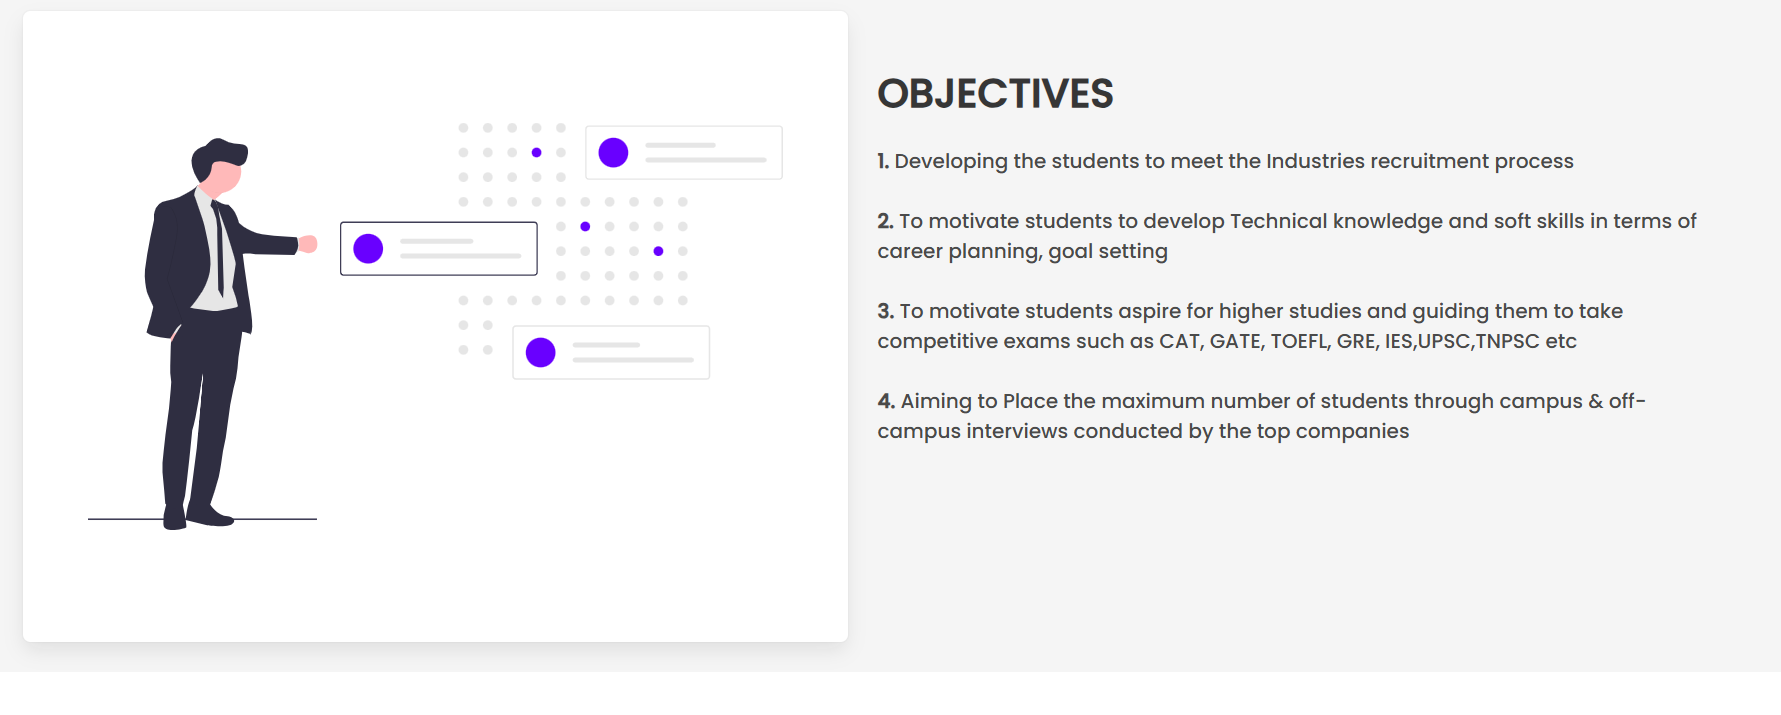 OBJECTIVES
1. Developing the students to meet the Industries recruitment process
2. To motivate students to develop Technical knowledge and soft skills in terms of
career planning, goal setting
3. To motivate students aspire for higher studies and guiding them to take
competitive exams such as CAT, GATE, TOEFL, GRE, IES,UPSC,TNPSC etc
4. Aiming to Place the maximum number of students through campus & off-
campus interviews conducted by the top companies